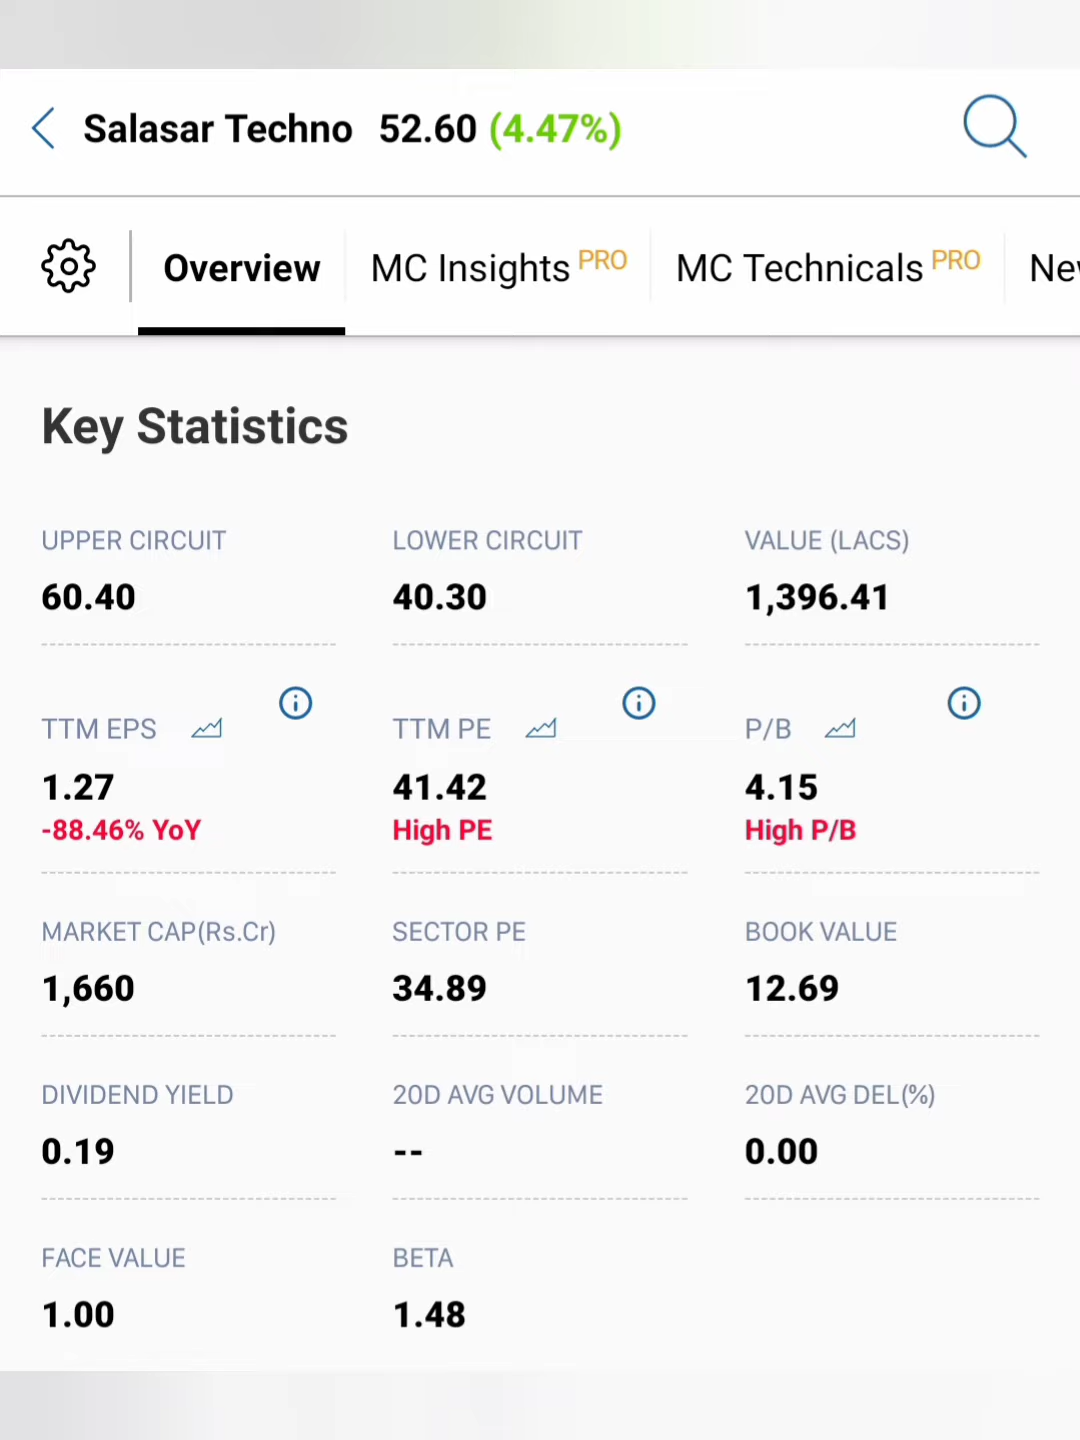 Salasar Techno 52.60 (4.47%)
Overview MC Insights PRO MC Technicals PRO
Key Statistics
UPPER CIRCUIT LOWER CIRCUIT VALUE (LACS)
60.40 40.30 1,396.41
TTM EPS TTM PE P/B
1.27 41.42 4.15
-88.46% YoY High PE High P/B
MARKET CAP(Rs.Cr) SECTOR PE BOOK VALUE
1,660 34.89 12.69
DIVIDEND YIELD 20D AVG VOLUME 20D AVG DEL(%)
0.19 -- 0.00
FACE VALUE BETA
1.00 1.48